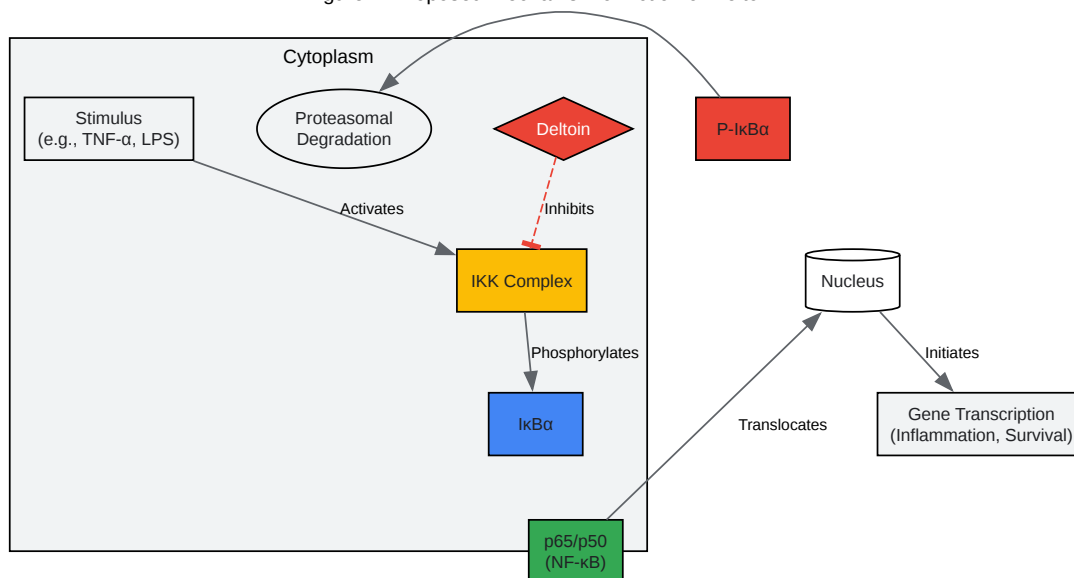 Cytoplasm
Stimulus
(e.g., TNF-α, LPS)
Proteasomal
Degradation
Deltoin
P-IκBα
Activates
Inhibits
IKK Complex
Nucleus
Phosphorylates
Initiates
IκBα
Gene Transcription
(Inflammation, Survival)
Translocates
p65/p50
(NF-κB)